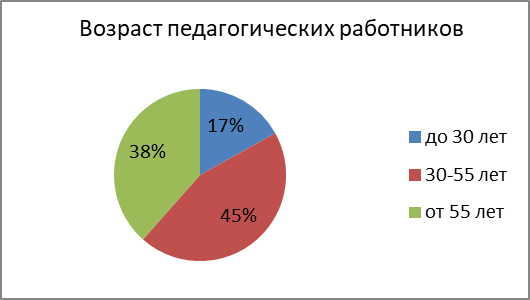 Возраст педагогических работников
17%
38%
45%
до 30 лет
30-55 лет
от 55 лет